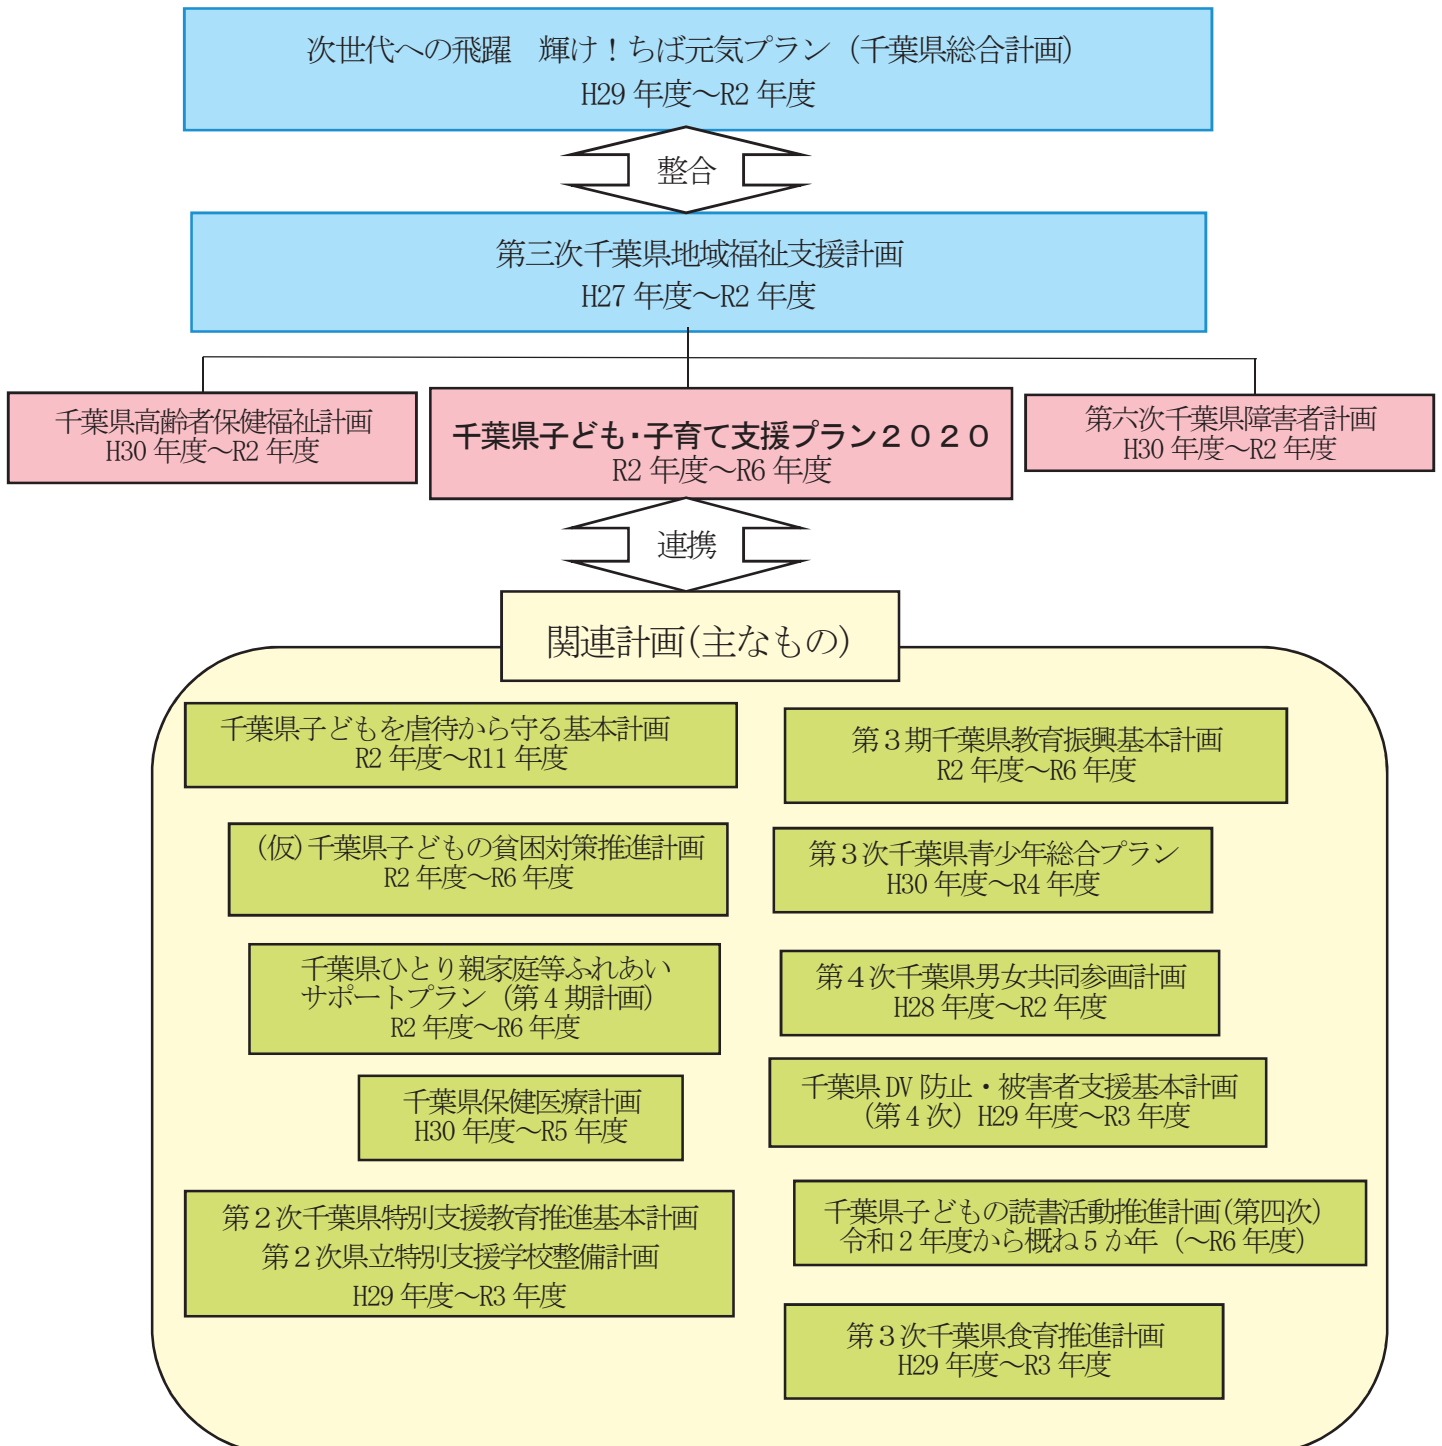 次世代への飛躍　輝け！ちば元気プラン（千葉県総合計画）
H29 年度～R2 年度
整合
第三次千葉県地域福祉支援計画
H27 年度～R2 年度
千葉県高齢者保健福祉計画
H30 年度～R2 年度
千葉県子ども・子育て支援プラン２０２０
R2 年度～R6 年度
第六次千葉県障害者計画
H30 年度～R2 年度
連携
関連計画(主なもの)
千葉県子どもを虐待から守る基本計画
R2 年度～R11 年度
第３期千葉県教育振興基本計画
R2 年度～R6 年度
(仮)千葉県子どもの貧困対策推進計画
R2 年度～R6 年度
第３次千葉県青少年総合プラン
H30 年度～R4 年度
千葉県ひとり親家庭等ふれあい
サポートプラン（第４期計画）
R2 年度～R6 年度
第４次千葉県男女共同参画計画
H28 年度～R2 年度
千葉県保健医療計画
H30 年度～R5 年度
千葉県 DV 防止・被害者支援基本計画
（第４次）H29 年度～R3 年度
第２次千葉県特別支援教育推進基本計画
第２次県立特別支援学校整備計画
H29 年度～R3 年度
千葉県子どもの読書活動推進計画(第四次)
令和２年度から概ね５か年（～R6 年度）
第３次千葉県食育推進計画
H29 年度～R3 年度